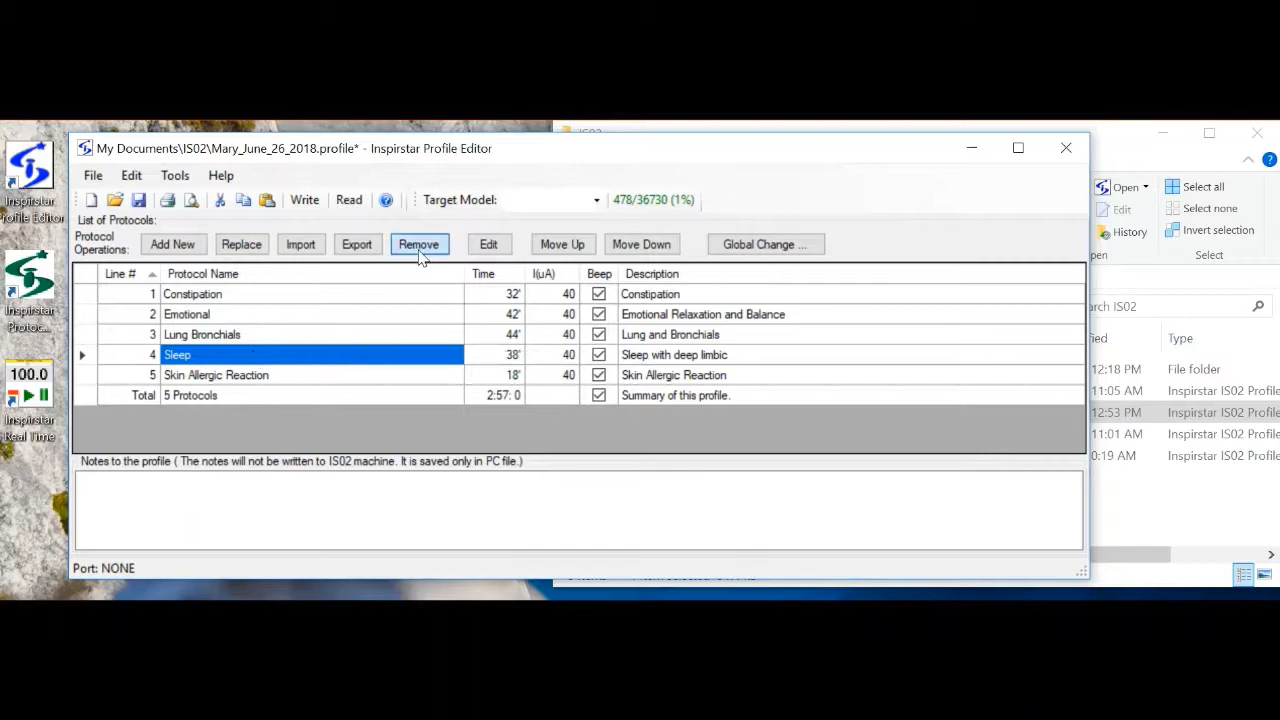 My Documents\IS02\Mary_June_26_2018.profile* - Inspirstar Profile Editor
File Edit Tools Help
Write Read Target Model: 478/36730 (1%)
List of Protocols:
Protocol Operations: Add New Replace Import Export Remove Edit Move Up Move Down Global Change ...
Line # Protocol Name Time I(uA) Beep Description
1 Constipation 32' 40 Constipation
2 Emotional 42' 40 Emotional Relaxation and Balance
3 Lung Bronchials 44' 40 Lung and Bronchials
4 Sleep 38' 40 Sleep with deep limbic
5 Skin Allergic Reaction 18' 40 Skin Allergic Reaction
Total 5 Protocols 2:57: 0 Summary of this profile.
Notes to the profile ( The notes will not be written to IS02 machine. It is saved only in PC file.)
Port: NONE
Inspirstar
Profile Editor
Inspirstar
Protoc...
100.0
Inspirstar
Real Time
Open Select all
Edit Select none
History Invert selection
Select
IS02
Type
12:18 PM File folder
11:05 AM Inspirstar IS02 Profile
12:53 PM Inspirstar IS02 Profile
11:01 AM Inspirstar IS02 Profile
0:19 AM Inspirstar IS02 Profile